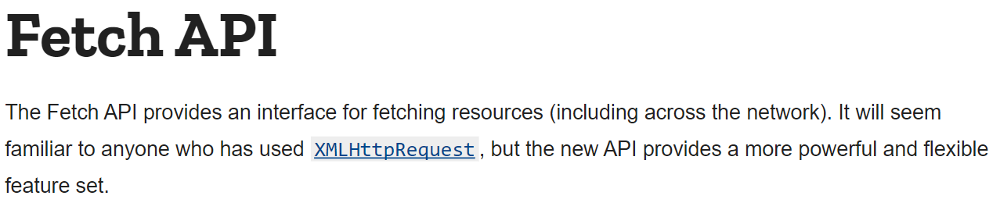 Fetch API
The Fetch API provides an interface for fetching resources (including across the network). It will seem
familiar to anyone who has used XMLHttpRequest, but the new API provides a more powerful and flexible
feature set.